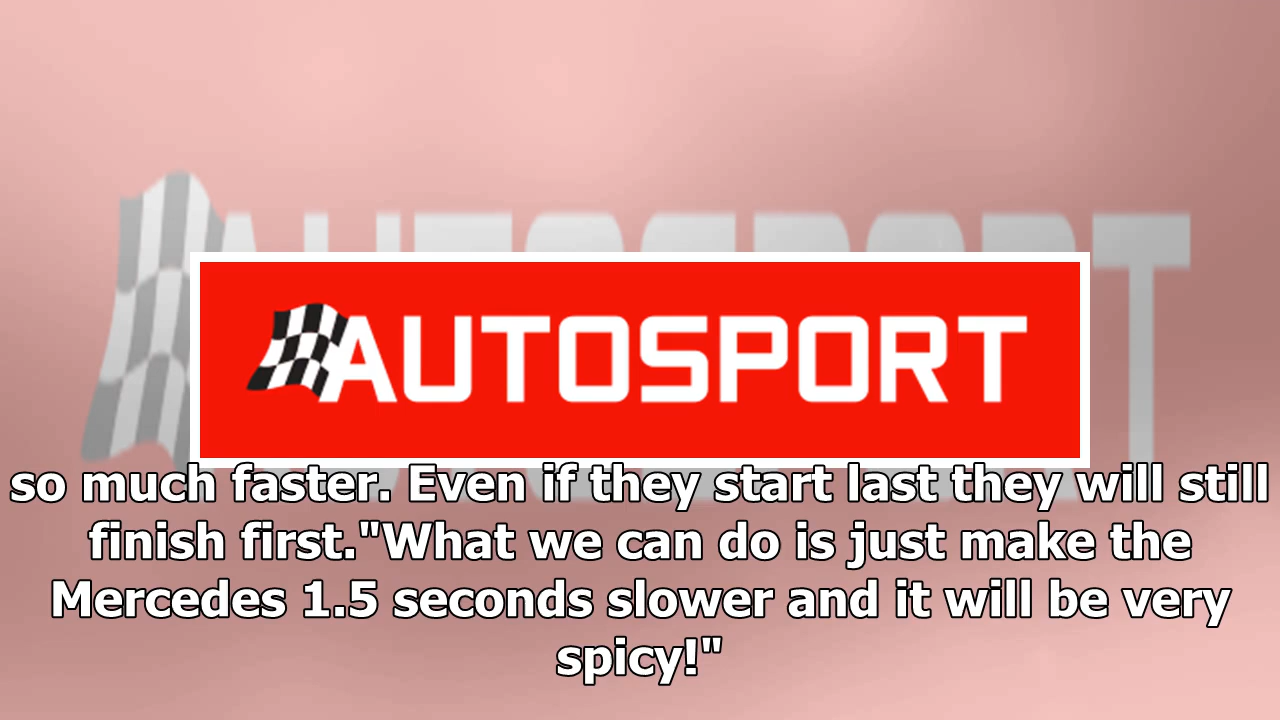 AUTOSPORT
AUTOSPORT
so much faster. Even if they start last they will still
finish first."What we can do is just make the
Mercedes 1.5 seconds slower and it will be very
spicy!"